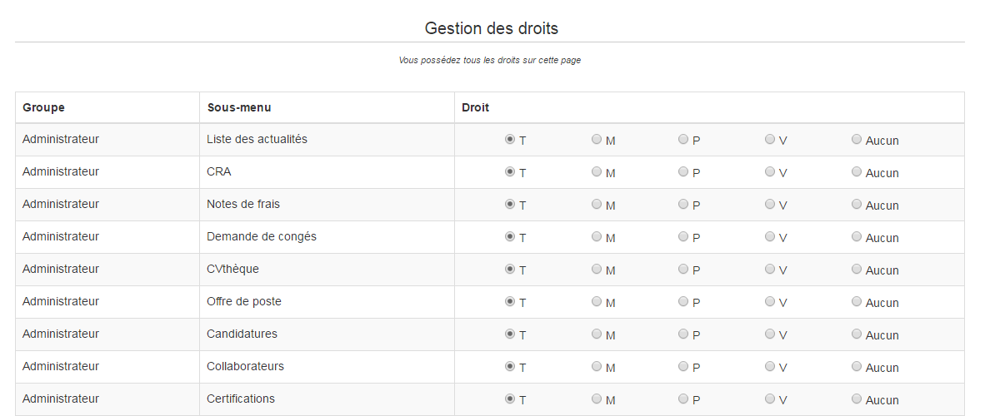 Gestion des droits
Vous possédez tous les droits sur cette page
Groupe Sous-menu Droit
Administrateur Liste des actualités T M P V Aucun
Administrateur CRA T M P V Aucun
Administrateur Notes de frais T M P V Aucun
Administrateur Demande de congés T M P V Aucun
Administrateur CVthèque T M P V Aucun
Administrateur Offre de poste T M P V Aucun
Administrateur Candidatures T M P V Aucun
Administrateur Collaborateurs T M P V Aucun
Administrateur Certifications T M P V Aucun